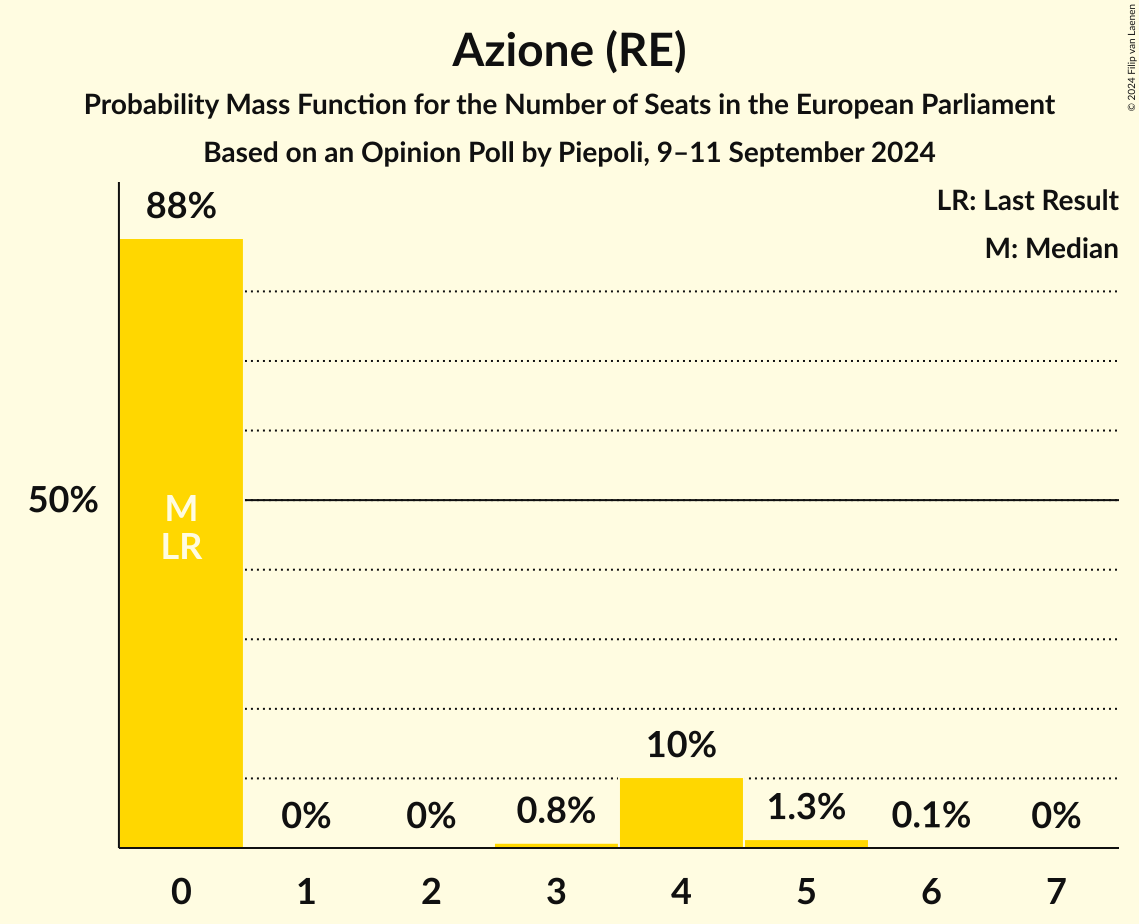 Azione (RE)
Probability Mass Function for the Number of Seats in the European Parliament
Based on an Opinion Poll by Piepoli, 9–11 September 2024
© 2024 Filip van Laenen
LR: Last Result
M: Median
88%
50%
M
LR
0%
0%
0.8%
10%
1.3%
0.1%
0%
0
1
2
3
4
5
6
7